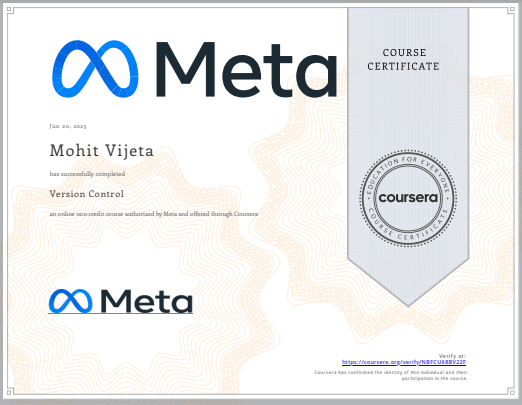 Meta
COURSE
CERTIFICATE
Jun 20, 2023
Mohit Vijeta
has successfully completed
Version Control
an online non-credit course authorized by Meta and offered through Coursera
EDUCATION FOR EVERYONE
coursera
COURSE CERTIFICATE
Meta
Verify at:
https://coursera.org/verify/NBFCU68BV22F
Coursera has confirmed the identity of this individual and their
participation in the course.